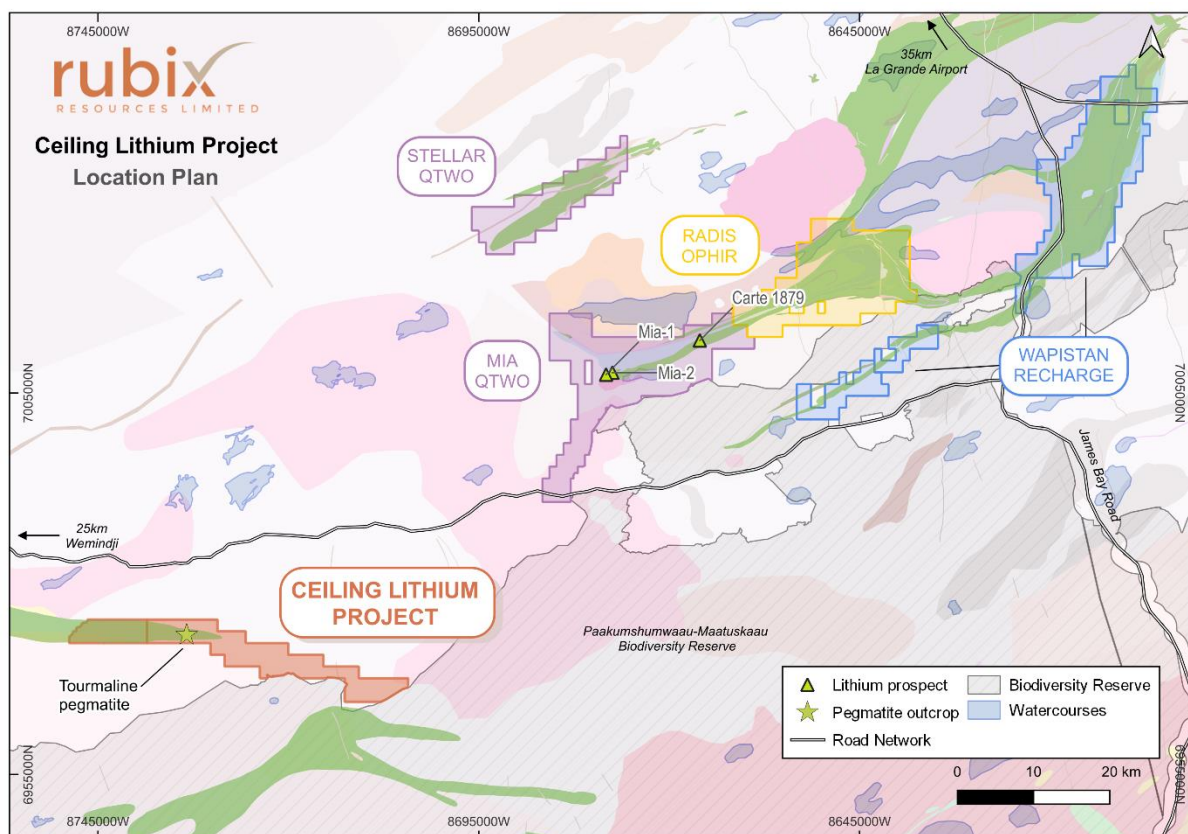 8745000W
8695000W
8645000W
rubix
RESOURCES LIMITED
Ceiling Lithium Project
Location Plan
35km
La Grande Airport
STELLAR
QTWO
RADIS
OPHIR
Carte 1879
Mia-1
Mia-2
MIA
QTWO
WAPISTAN
RECHARGE
7005000N
7005000N
James Bay Road
25km
Wemindji
CEILING LITHIUM
PROJECT
Paakumshumwaau-Maatuskaau
Biodiversity Reserve
Tourmaline
pegmatite
Lithium prospect
Biodiversity Reserve
Pegmatite outcrop
Watercourses
Road Network
0 10 20 km
6955000N
6955000N
8745000W
8695000W
8645000W